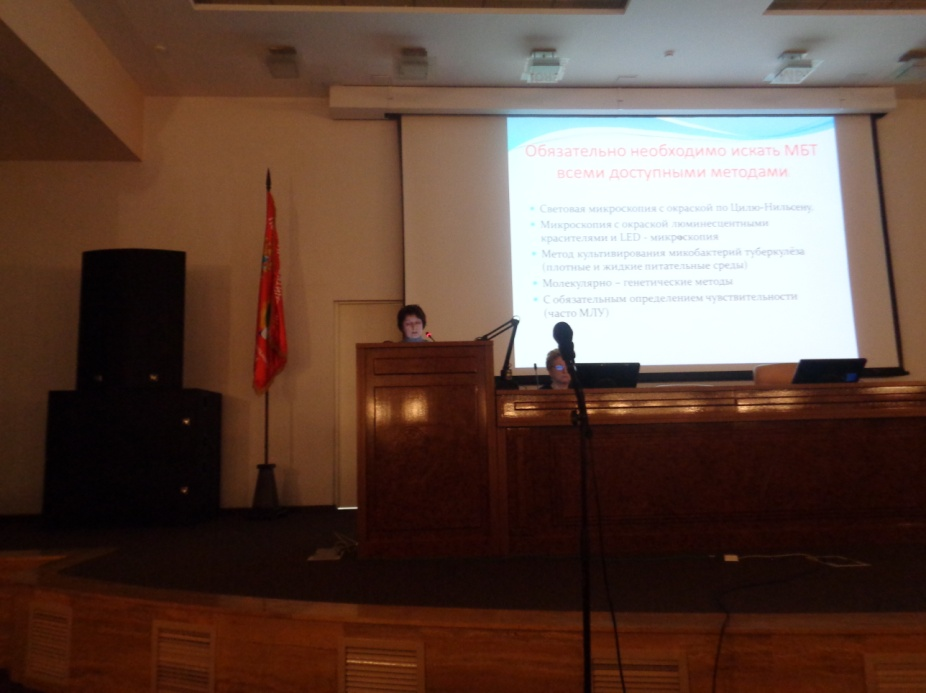 Обязательно необходимо искать МБТ
всеми доступными методами
Световая микроскопия с окраской по Цилю-Нильсену,
Микроскопия с окраской люминесцентными
красителями и LED - микроскопия
Метод культивирования микобактерий туберкулёза
(плотные и жидкие питательные среды)
Молекулярно – генетические методы
С обязательным определением чувствительности
(часто МЛУ)